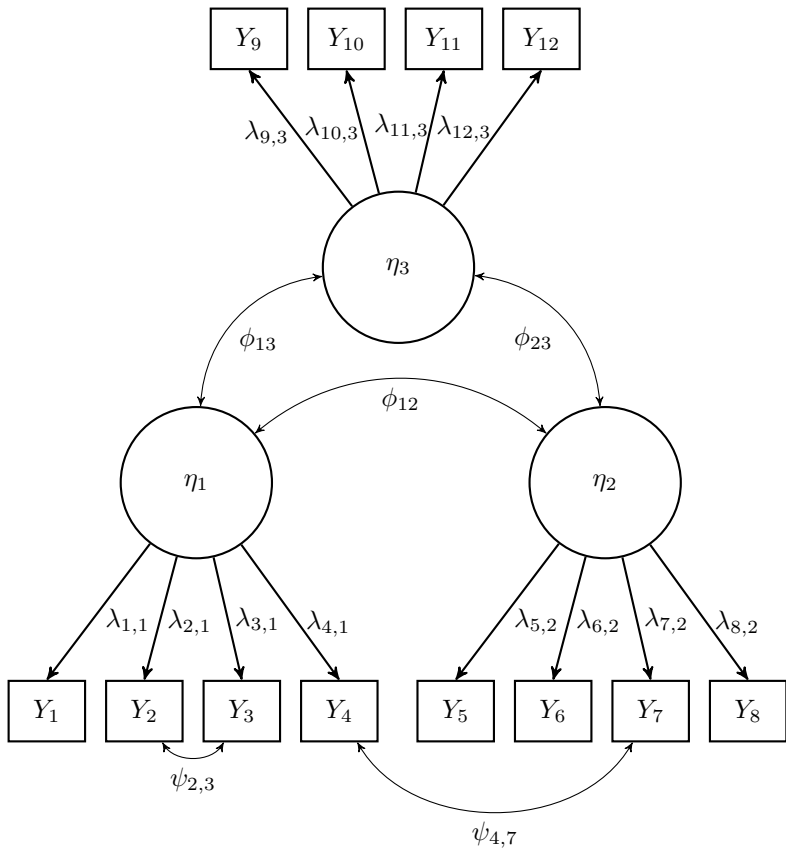 Y₉ Y₁₀ Y₁₁ Y₁₂
λ₉,₃ λ₁₀,₃ λ₁₁,₃ λ₁₂,₃
η₃
ϕ₁₃ ϕ₂₃
ϕ₁₂
η₁ η₂
λ₁,₁ λ₂,₁ λ₃,₁ λ₄,₁ λ₅,₂ λ₆,₂ λ₇,₂ λ₈,₂
Y₁ Y₂ Y₃ Y₄ Y₅ Y₆ Y₇ Y₈
ψ₂,₃
ψ₄,₇